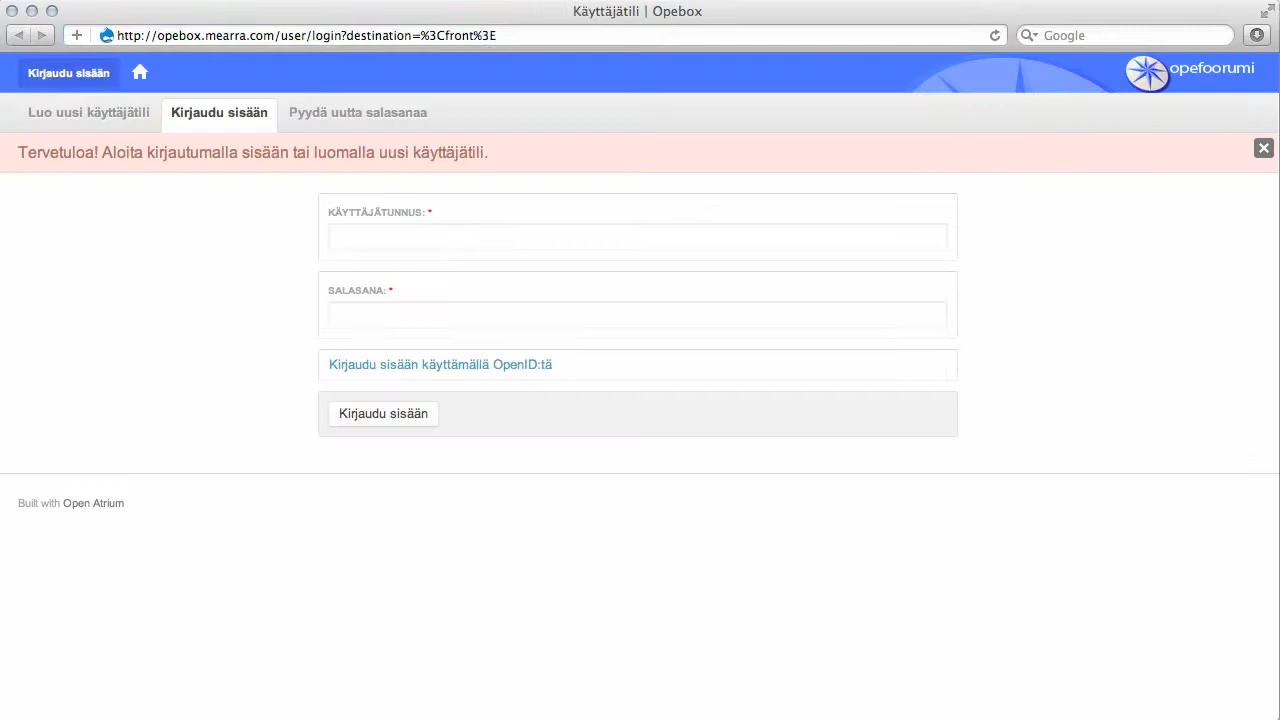 Käyttäjätili | Opebox
http://opebox.mearra.com/user/login?destination=%3Cfront%3E
Google
Kirjaudu sisään
opefoorumi
Luo uusi käyttäjätili
Kirjaudu sisään
Pyydä uutta salasanaa
Tervetuloa! Aloita kirjautumalla sisään tai luomalla uusi käyttäjätili.
KÄYTTÄJÄTUNNUS: *
SALASANA: *
Kirjaudu sisään käyttämällä OpenID:tä
Kirjaudu sisään
Built with Open Atrium